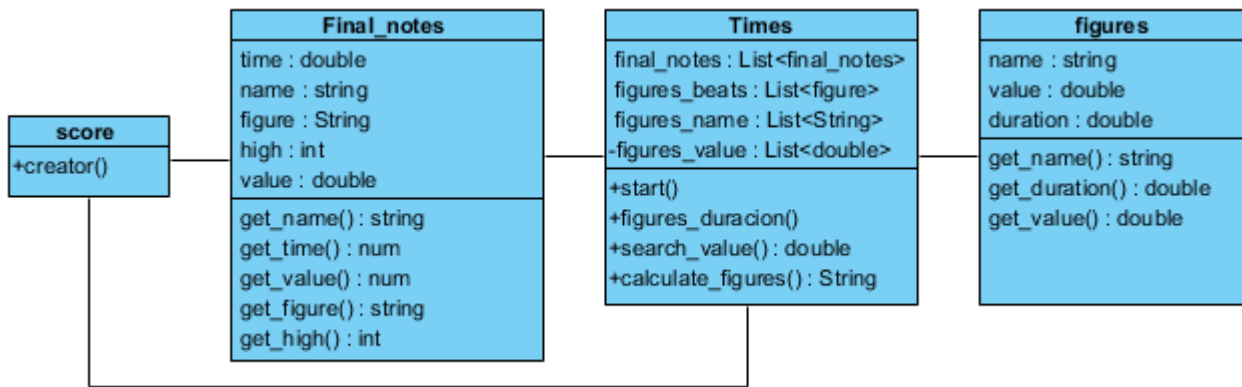 score
+creator()
Final_notes
time : double
name : string
figure : String
high : int
value : double
get_name() : string
get_time() : num
get_value() : num
get_figure() : string
get_high() : int
Times
final_notes : List<final_notes>
figures_beats : List<figure>
figures_name : List<String>
-figures_value : List<double>
+start()
+figures_duracion()
+search_value() : double
+calculate_figures() : String
figures
name : string
value : double
duration : double
get_name() : string
get_duration() : double
get_value() : double